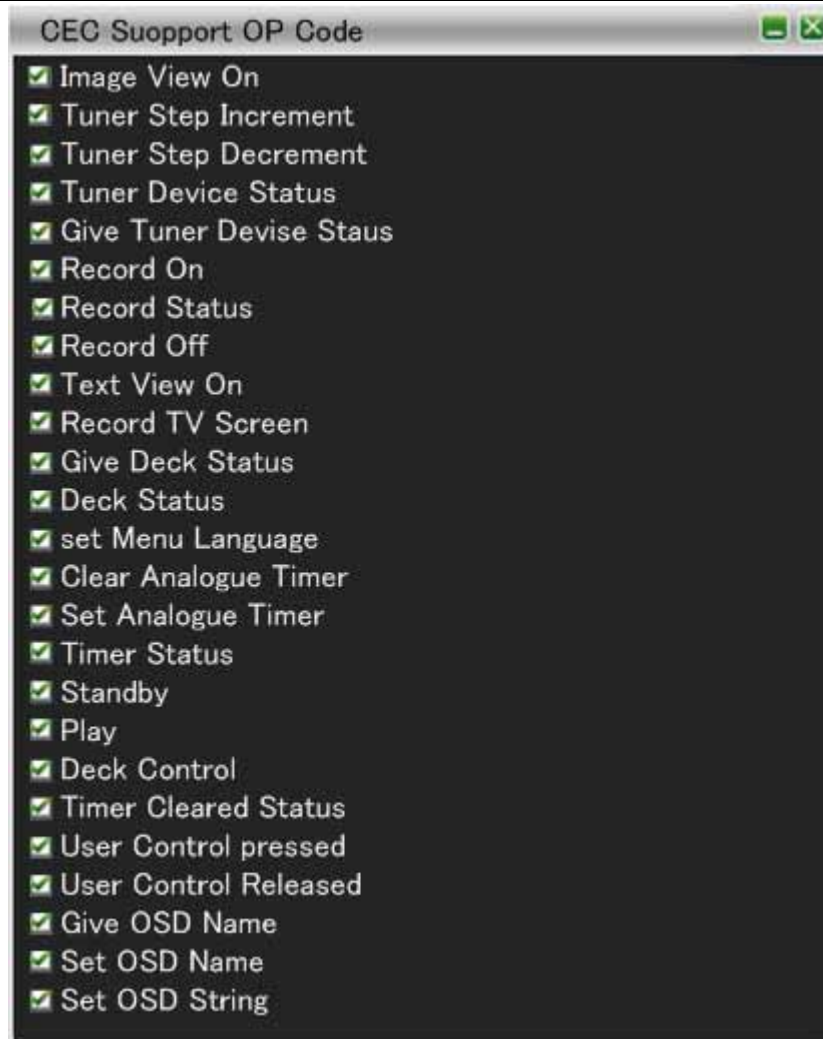 CEC Suopport OP Code
Image View On
Tuner Step Increment
Tuner Step Decrement
Tuner Device Status
Give Tuner Devise Staus
Record On
Record Status
Record Off
Text View On
Record TV Screen
Give Deck Status
Deck Status
set Menu Language
Clear Analogue Timer
Set Analogue Timer
Timer Status
Standby
Play
Deck Control
Timer Cleared Status
User Control pressed
User Control Released
Give OSD Name
Set OSD Name
Set OSD String